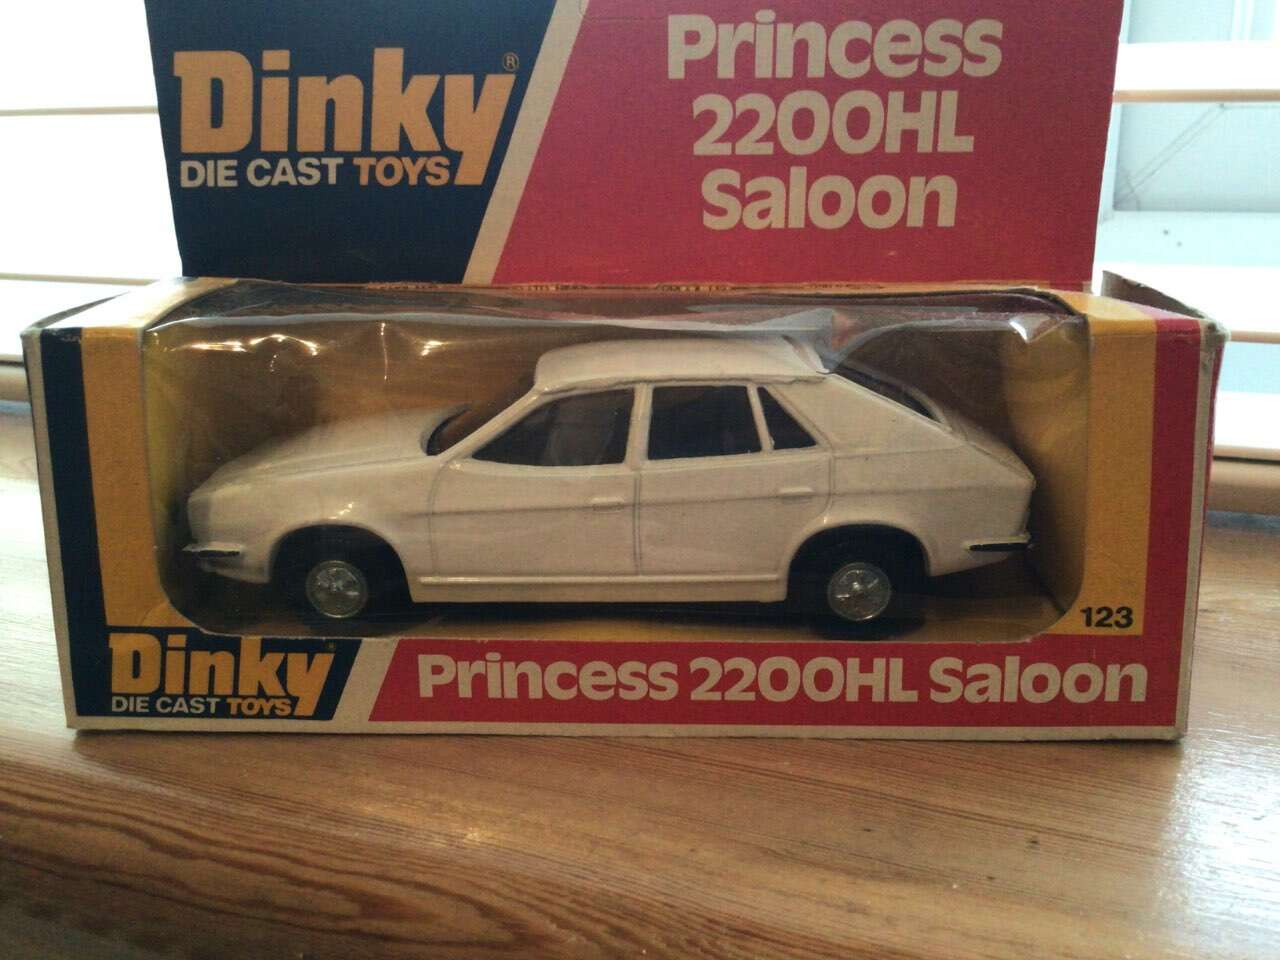 Dinky®
DIE CAST TOYS
Princess
2200HL
Saloon
123
Dinky
DIE CAST TOYS
Princess 2200HL Saloon